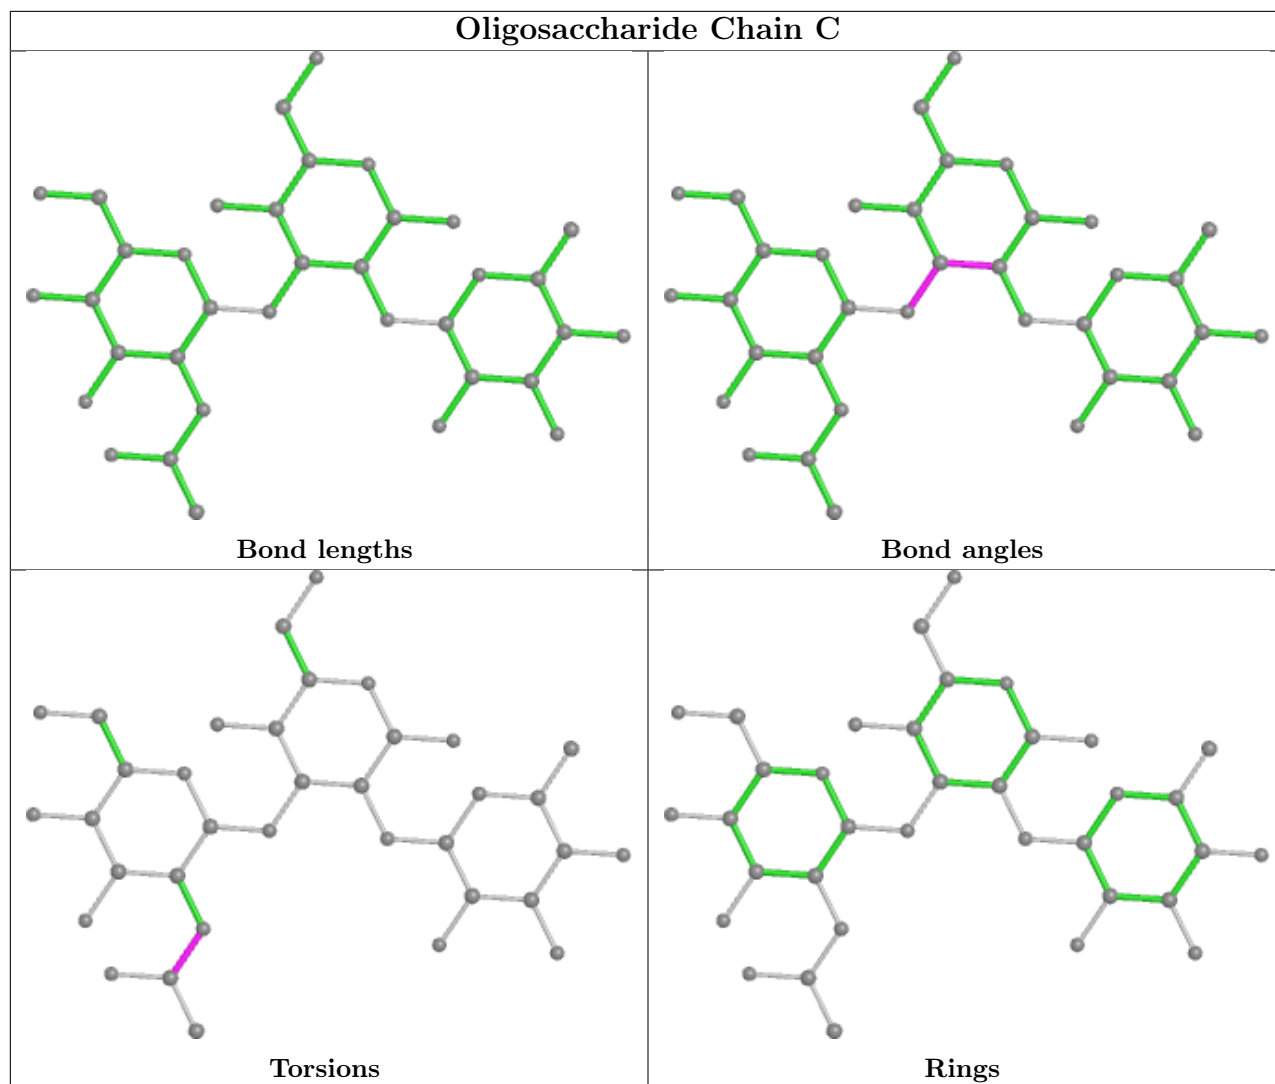 Oligosaccharide Chain C
Bond lengths
Bond angles
Torsions
Rings